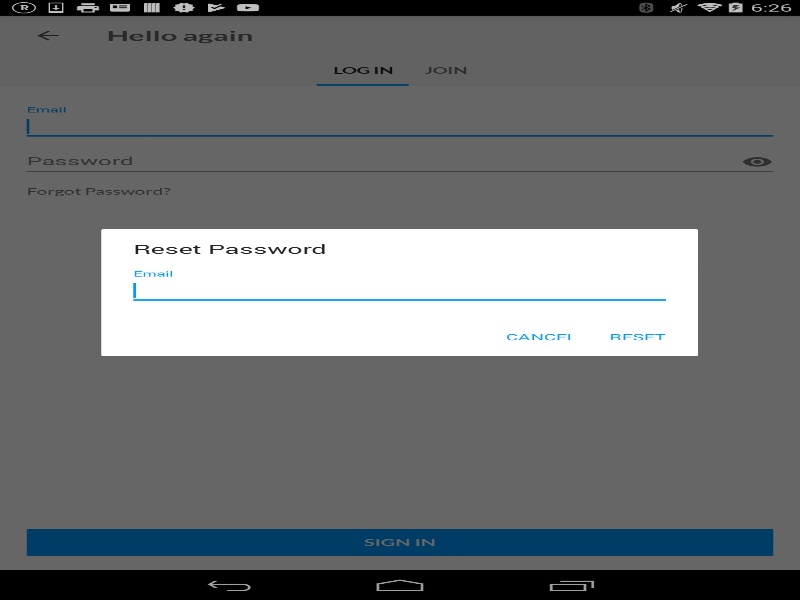 R
6:26
Hello again
LOG IN
JOIN
Email
Password
Forgot Password?
Reset Password
Email
CANCEL
RESET
SIGN IN